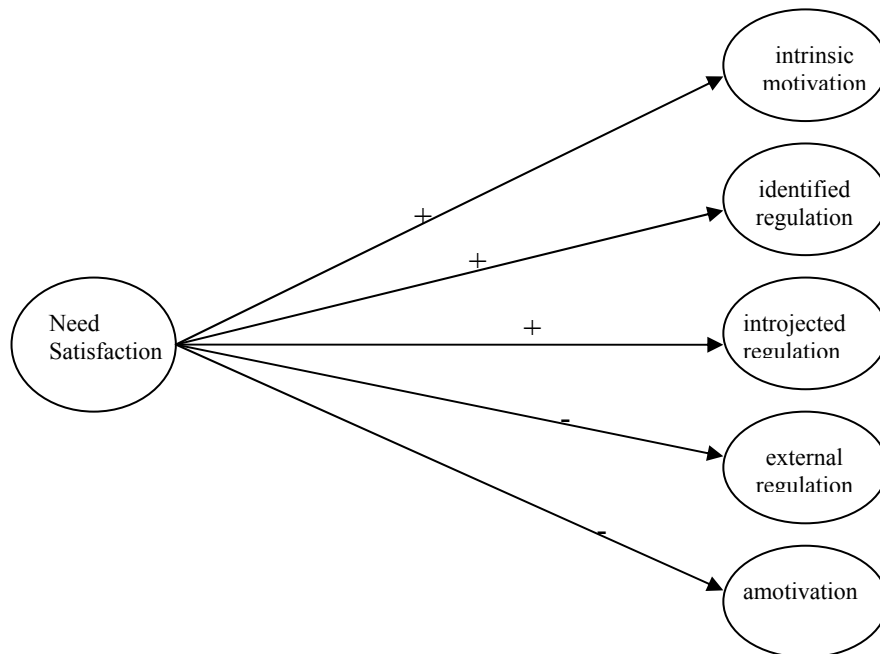 intrinsic
motivation
+
identified
regulation
+
Need
Satisfaction
+
introjected
regulation
-
external
regulation
-
amotivation